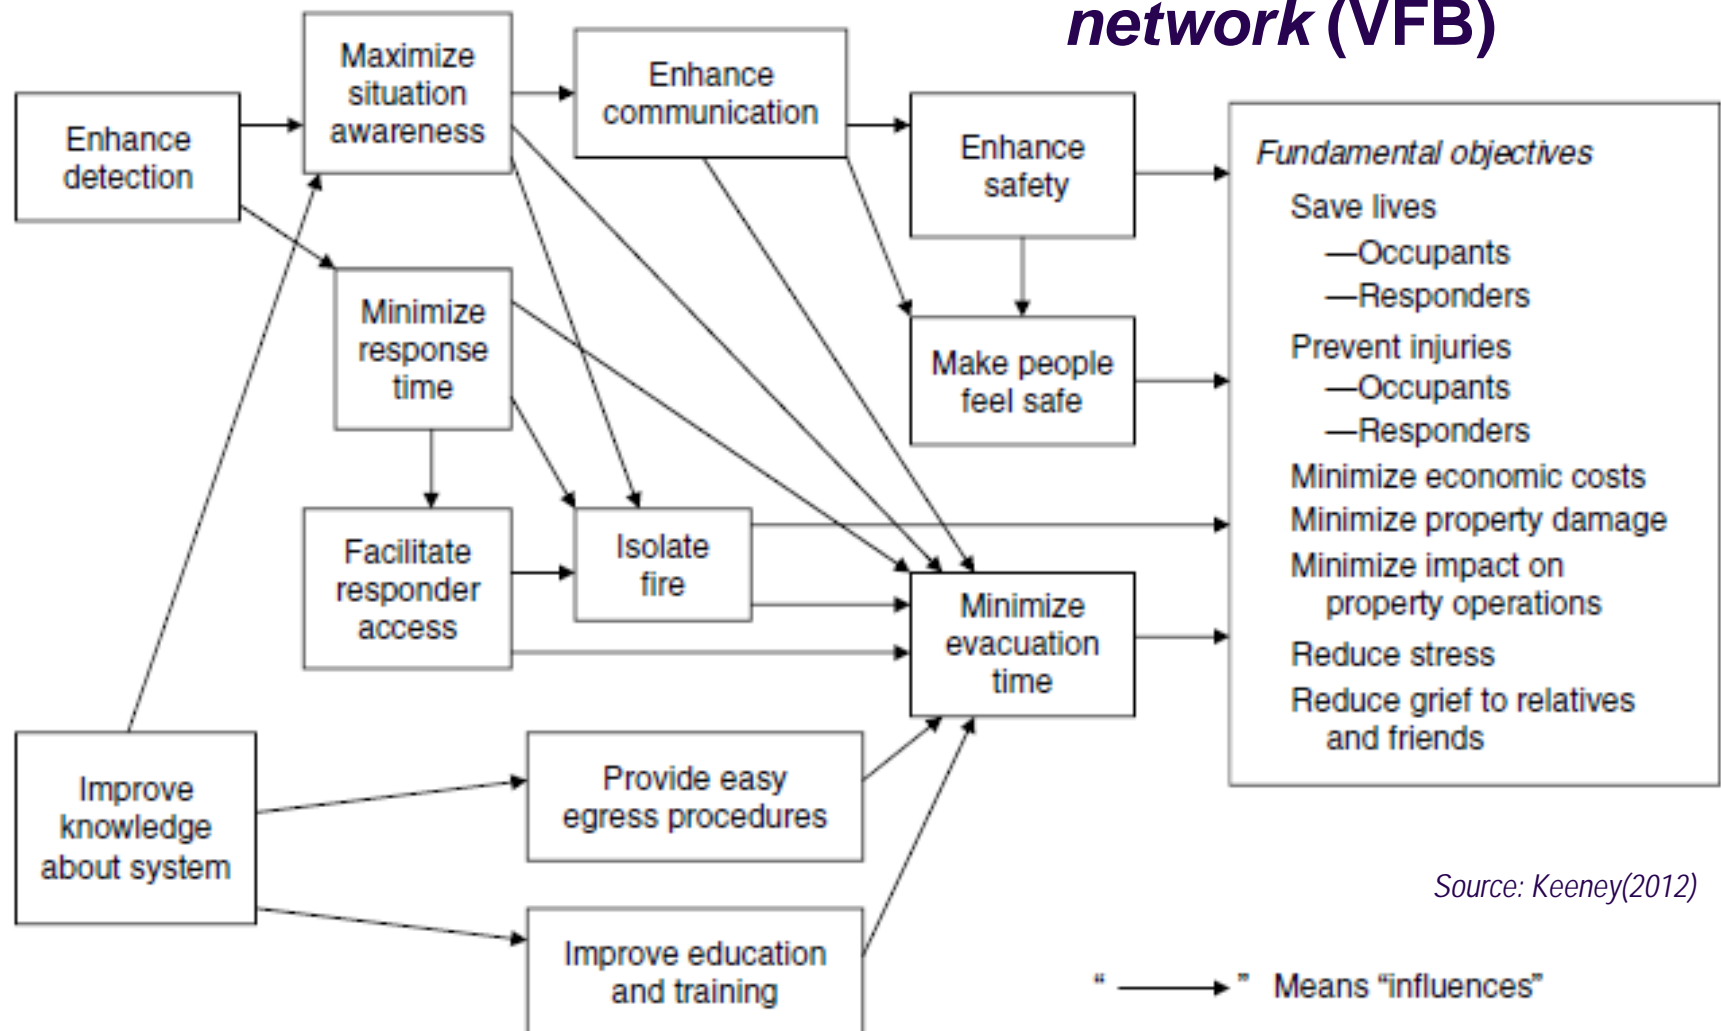 network (VFB)
Maximize
situation
awareness
Enhance
communication
Enhance
detection
Enhance
safety
Fundamental objectives
Save lives
—Occupants
—Responders
Prevent injuries
—Occupants
—Responders
Minimize economic costs
Minimize property damage
Minimize impact on
property operations
Reduce stress
Reduce grief to relatives
and friends
Minimize
response
time
Make people
feel safe
Facilitate
responder
access
Isolate
fire
Minimize
evacuation
time
Improve
knowledge
about system
Provide easy
egress procedures
Improve education
and training
Source: Keeney(2012)
“ ” Means “influences”